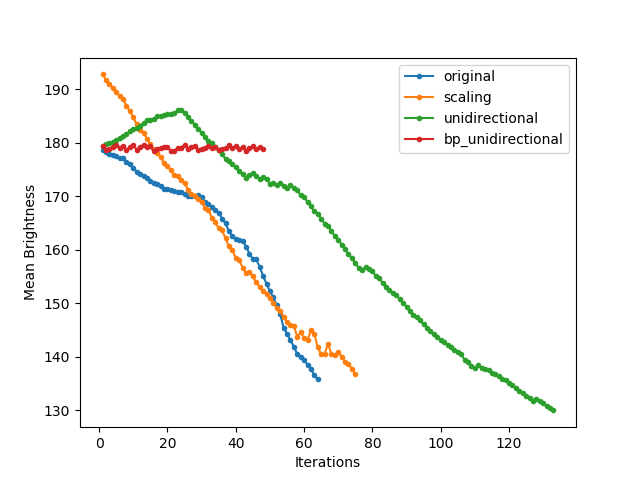 original
scaling
unidirectional
bp_unidirectional
190
180
170
160
150
140
130
Mean Brightness
0 20 40 60 80 100 120
Iterations